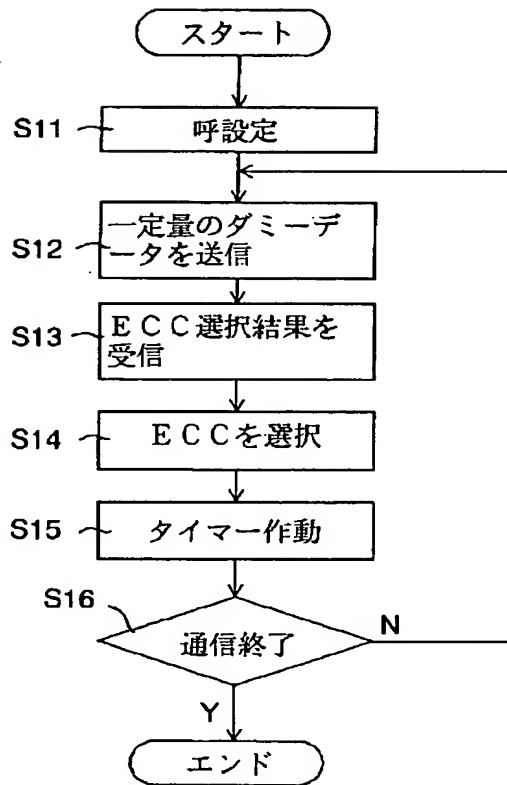 スタート
S11
呼設定
S12
一定量のダミーデ
ータを送信
S13
ECC選択結果を
受信
S14
ECCを選択
S15
タイマー作動
S16
通信終了
N
Y
エンド